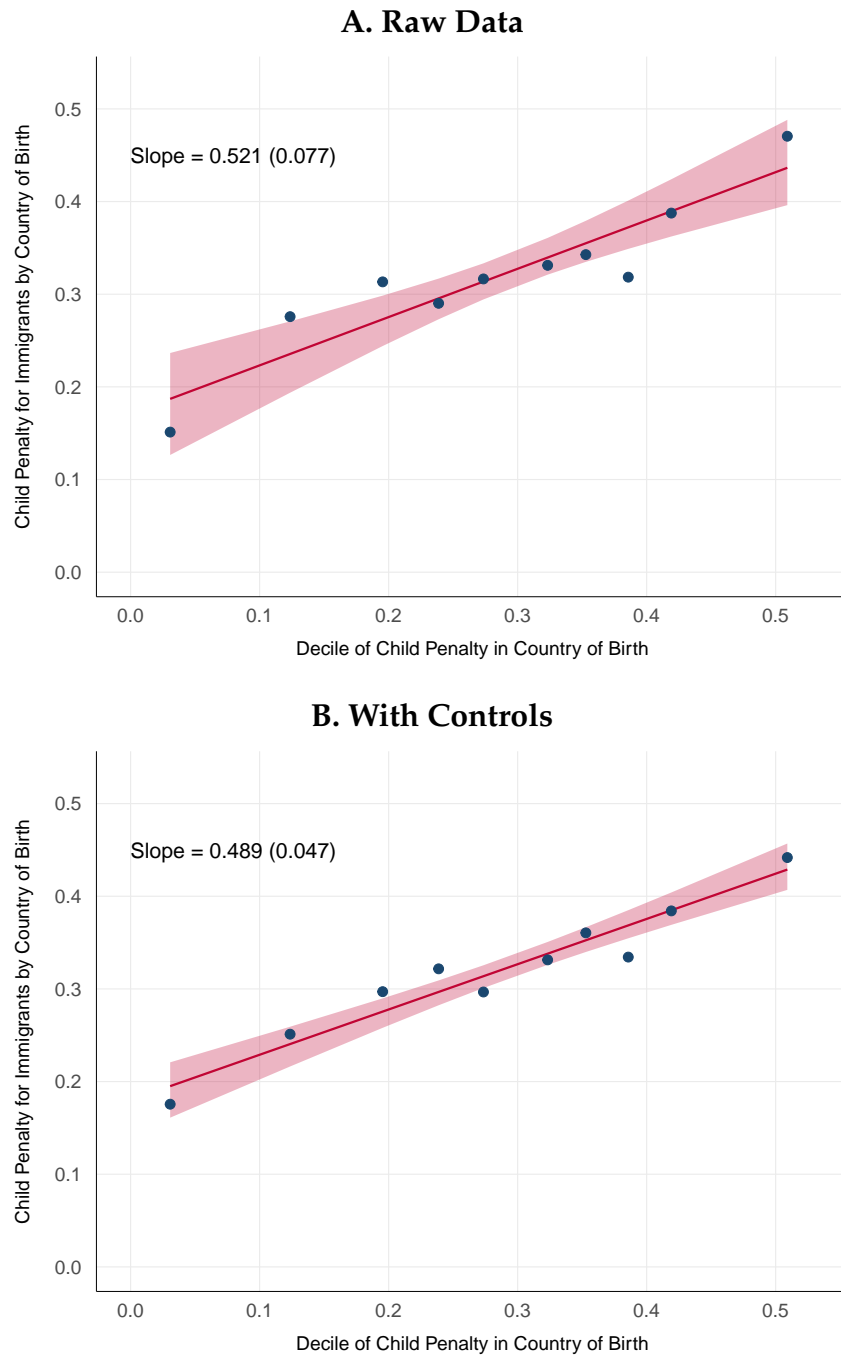 A. Raw Data
Child Penalty for Immigrants by Country of Birth
0.5
Slope = 0.521 (0.077)
0.4
0.3
0.2
0.1
0.0
0.0 0.1 0.2 0.3 0.4 0.5
Decile of Child Penalty in Country of Birth
B. With Controls
Child Penalty for Immigrants by Country of Birth
0.5
Slope = 0.489 (0.047)
0.4
0.3
0.2
0.1
0.0
0.0 0.1 0.2 0.3 0.4 0.5
Decile of Child Penalty in Country of Birth